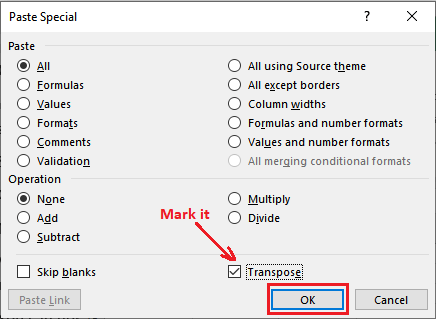 Paste Special
?
Paste
All
All using Source theme
Formulas
All except borders
Values
Column widths
Formats
Formulas and number formats
Comments
Values and number formats
Validation
All merging conditional formats
Operation
None
Multiply
Add
Divide
Subtract
Mark it
Skip blanks
Transpose
Paste Link
OK
Cancel